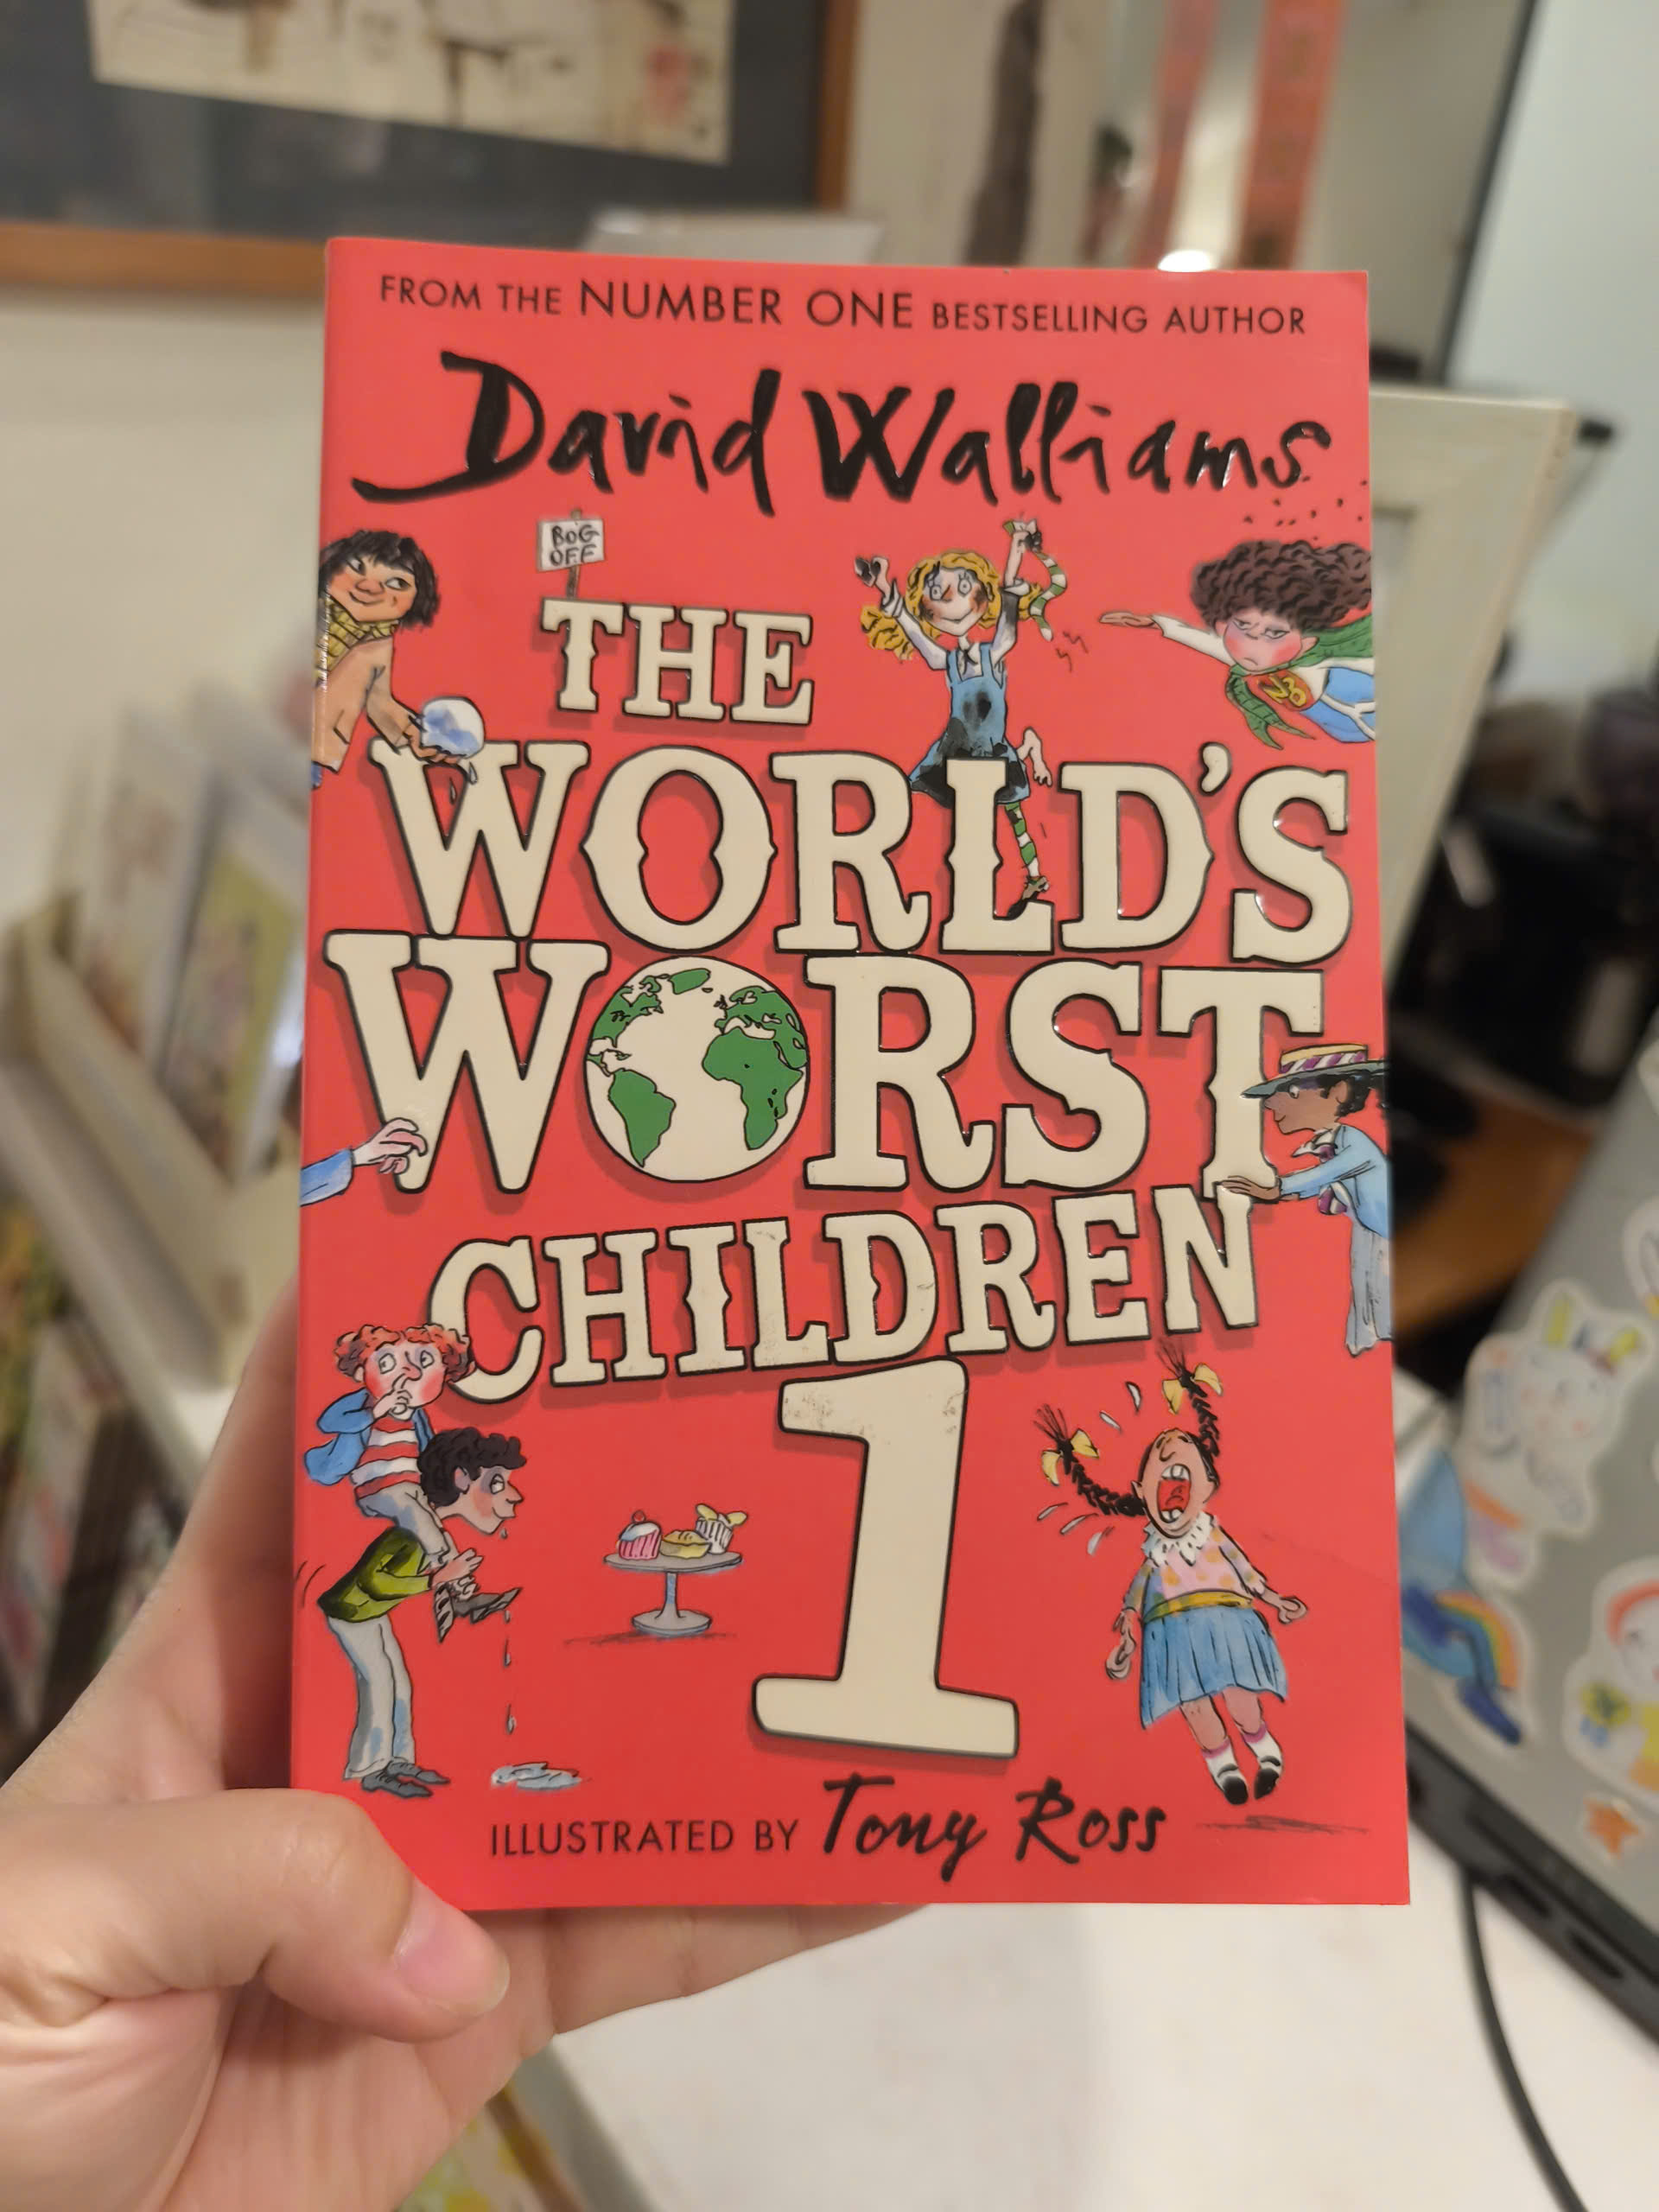 FROM THE NUMBER ONE BESTSELLING AUTHOR
David Walliams
BOG
OFF
THE
WORLD'S
WORST
CHILDREN
1
ILLUSTRATED BY Tony Ross